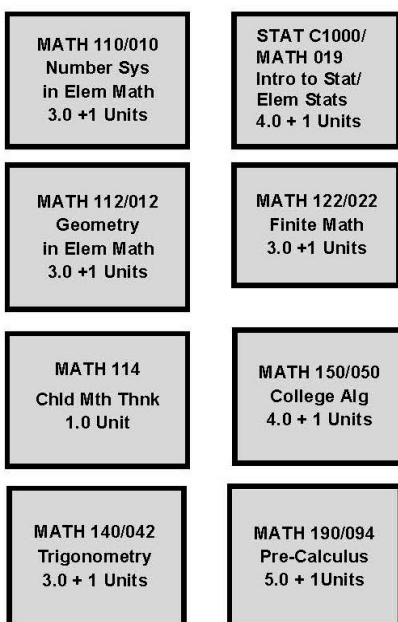 MATH 110/010
Number Sys
in Elem Math
3.0 +1 Units
STAT C1000/
MATH 019
Intro to Stat/
Elem Stats
4.0 + 1 Units
MATH 112/012
Geometry
in Elem Math
3.0 +1 Units
MATH 122/022
Finite Math
3.0 +1 Units
MATH 114
Chld Mth Thnk
1.0 Unit
MATH 150/050
College Alg
4.0 + 1 Units
MATH 140/042
Trigonometry
3.0 + 1 Units
MATH 190/094
Pre-Calculus
5.0 + 1Units